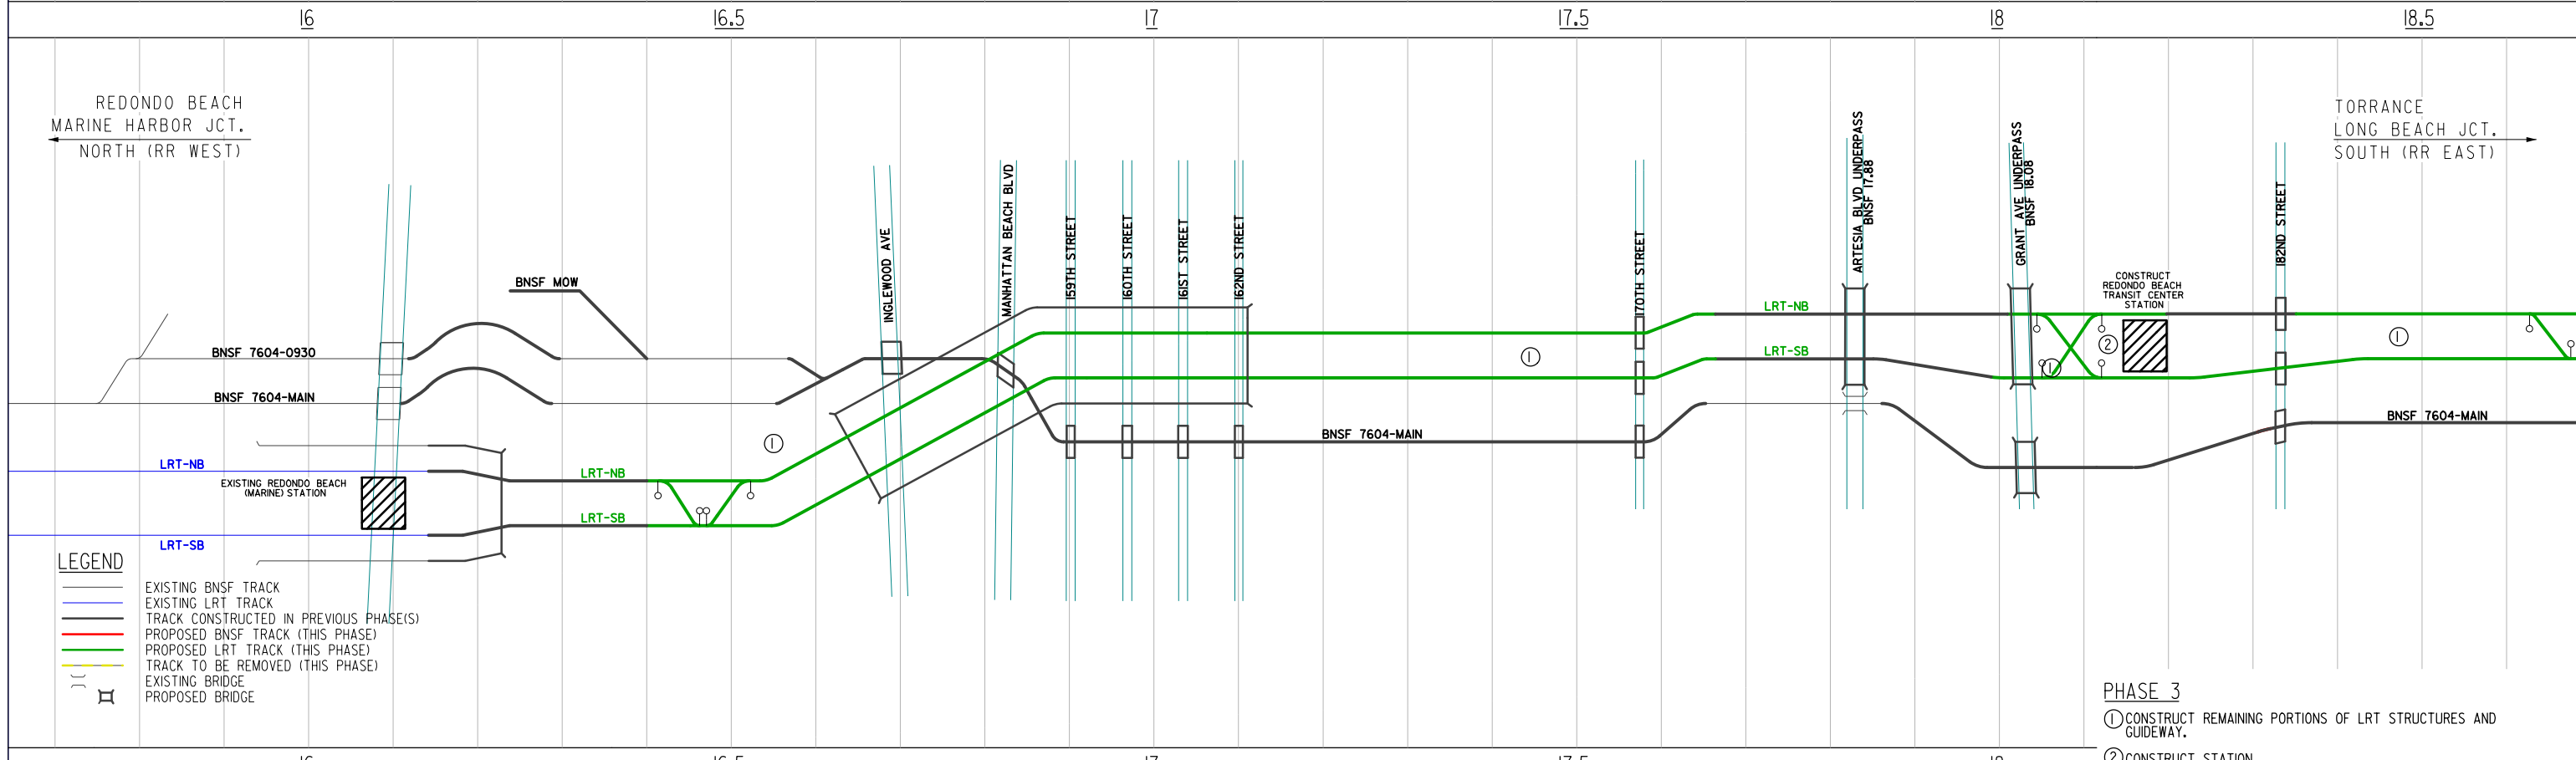 16
16.5
17
17.5
18
18.5
REDONDO BEACH
MARINE HARBOR JCT.
NORTH (RR WEST)
TORRANCE
LONG BEACH JCT.
SOUTH (RR EAST)
INGLEWOOD AVE
MANHATTAN BEACH BLVD
159TH STREET
160TH STREET
161ST STREET
162ND STREET
170TH STREET
ARTESIA BLVD UNDERPASS
BNSF 17.88
GRANT AVE UNDERPASS
BNSF 18.08
182ND STREET
CONSTRUCT
REDONDO BEACH
TRANSIT CENTER
STATION
BNSF MOW
BNSF 7604-0930
BNSF 7604-MAIN
LRT-NB
LRT-SB
1
2
1
1
BNSF 7604-MAIN
BNSF 7604-MAIN
1
LRT-NB
LRT-NB
EXISTING REDONDO BEACH
(MARINE) STATION
LRT-SB
LRT-SB
LEGEND
EXISTING BNSF TRACK
EXISTING LRT TRACK
TRACK CONSTRUCTED IN PREVIOUS PHASE(S)
PROPOSED BNSF TRACK (THIS PHASE)
PROPOSED LRT TRACK (THIS PHASE)
TRACK TO BE REMOVED (THIS PHASE)
EXISTING BRIDGE
PROPOSED BRIDGE
PHASE 3
1 CONSTRUCT REMAINING PORTIONS OF LRT STRUCTURES AND
GUIDEWAY.
2 CONSTRUCT STATION
16
16.5
17
17.5
18